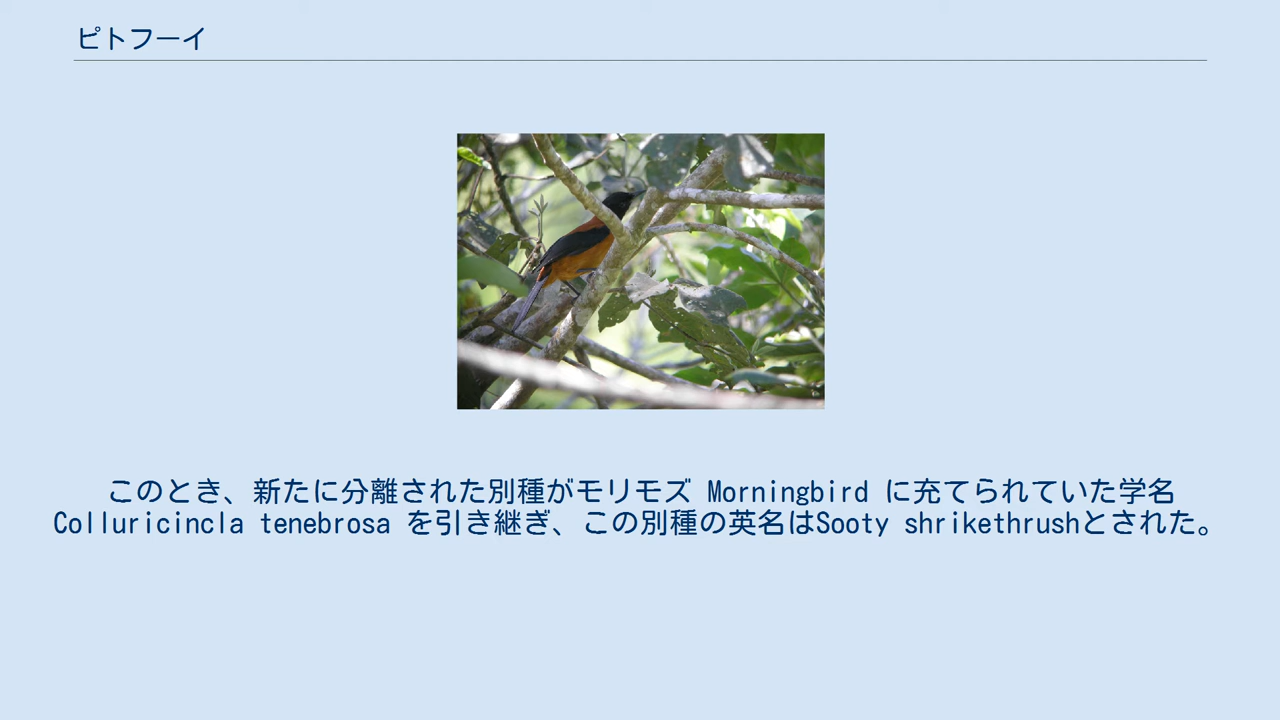 ピトフーイ
このとき、新たに分離された別種がモリモズ Morningbird に充てられていた学名
Colluricincla tenebrosa を引き継ぎ、この別種の英名はSooty shrikethrushとされた。